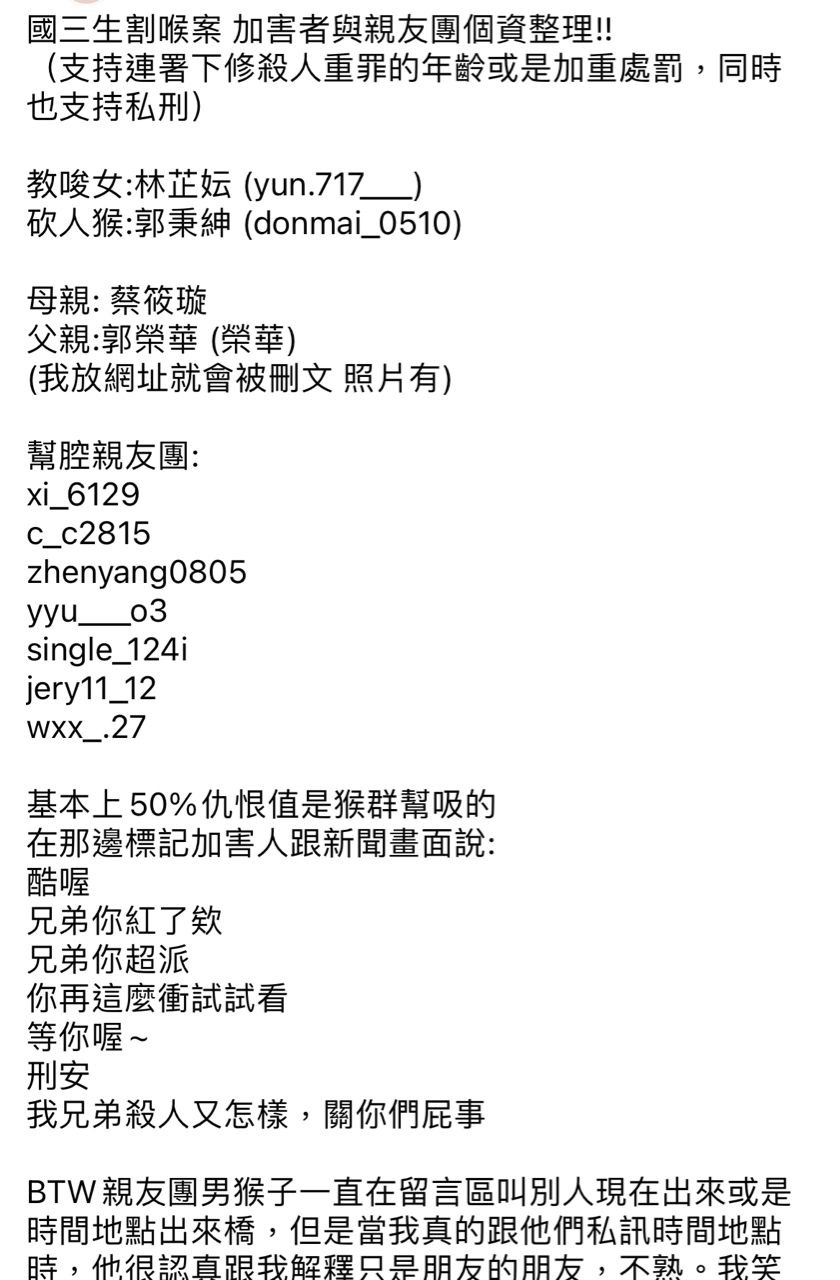 國三生割喉案 加害者與親友團個資整理!!
（支持連署下修殺人重罪的年齡或是加重處罰，同時
也支持私刑）
教唆女:林芷妘 (yun.717___)
砍人猴:郭秉紳 (donmai_0510)
母親: 蔡筱璇
父親:郭榮華 (榮華)
(我放網址就會被刪文 照片有)
幫腔親友團:
xi_6129
c_c2815
zhenyang0805
yyu___o3
single_124i
jery11_12
wxx_.27
基本上50%仇恨值是猴群幫吸的
在那邊標記加害人跟新聞畫面說:
酷喔
兄弟你紅了欸
兄弟你超派
你再這麼衝試試看
等你喔~
刑安
我兄弟殺人又怎樣，關你們屁事
BTW親友團男猴子一直在留言區叫別人現在出來或是
時間地點出來橋，但是當我真的跟他們私訊時間地點
時，他很認真跟我解釋只是朋友的朋友，不熟。我笑